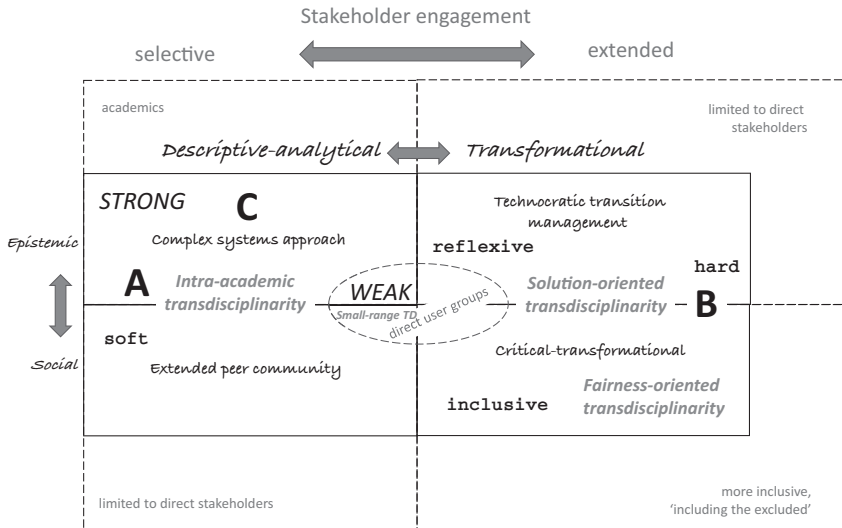 Stakeholder engagement
selective
extended
academics
limited to direct
stakeholders
Descriptive-analytical
Transformational
STRONG
C
Complex systems approach
Technocratic transition
management
reflexive
Epistemic
Social
A
Intra-academic
transdisciplinarity
WEAK
Small-range TD
direct user groups
Solution-oriented
transdisciplinarity
hard
B
soft
Extended peer community
Critical-transformational
inclusive
Fairness-oriented
transdisciplinarity
limited to direct stakeholders
more inclusive,
‘including the excluded’